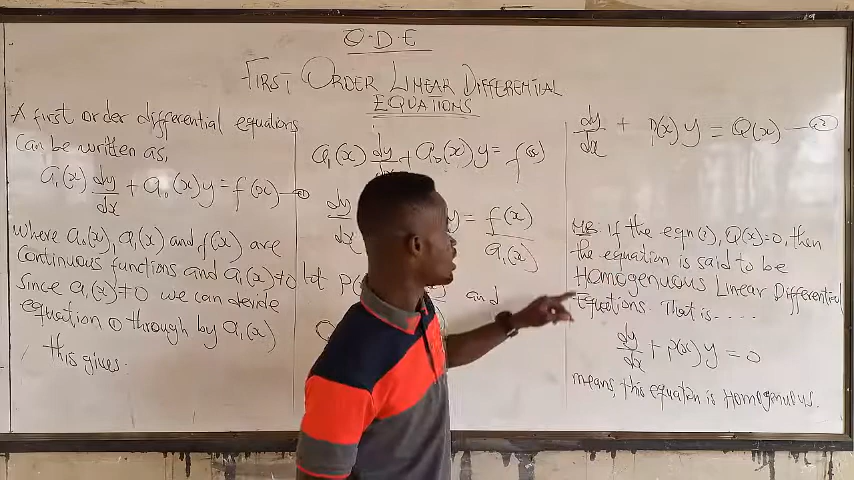 O.D.E
FIRST ORDER LINEAR DIFFERENTIAL
EQUATIONS
A first order differential equations
can be written as,
a₁(x) dy/dx + a₀(x)y = f(x) — ①
where a₀(x), a₁(x) and f(x) are
continuous functions and a₁(x) ≠ 0
since a₁(x) ≠ 0 we can devide
equation ① through by a₁(x)
this gives.
a₁(x) dy/dx + a₀(x)y = f(x)
dy/dx y = f(x)/a₁(x)
let p( and
Q
dy/dx + p(x)y = Q(x) — ②
NB: if the eqn(i), Q(x)=0, then
the equation is said to be
Homogenuous Linear Differential
Equations. That is .....
dy/dx + p(x)y = 0
means this equation is Homogenuous.